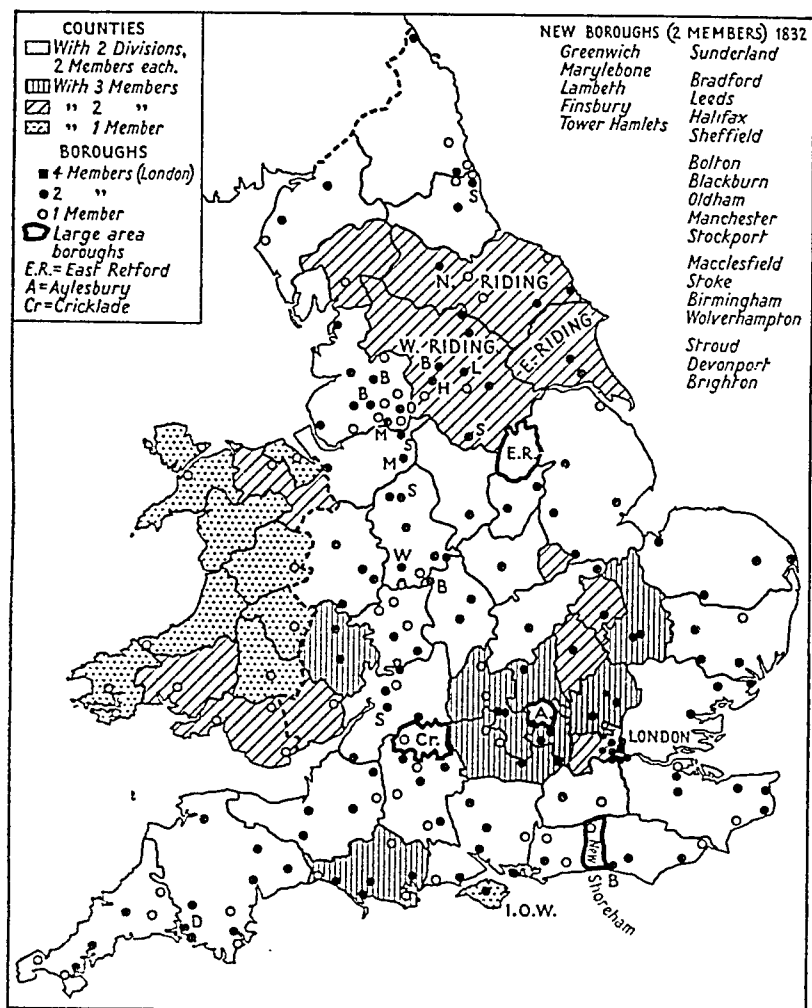 COUNTIES
With 2 Divisions,
2 Members each.
With 3 Members
" 2 "
" 1 Member
BOROUGHS
4 Members (London)
2 "
1 Member
Large area
boroughs
E.R.= East Retford
A=Aylesbury
Cr=Cricklade
NEW BOROUGHS (2 MEMBERS) 1832
Greenwich
Marylebone
Lambeth
Finsbury
Tower Hamlets
Sunderland
Bradford
Leeds
Halifax
Sheffield
Bolton
Blackburn
Oldham
Manchester
Stockport
Macclesfield
Stoke
Birmingham
Wolverhampton
Stroud
Devonport
Brighton
S
N. RIDING
W. RIDING
E. RIDING
B
L
B
H
B
O
M
S
S
E.R.
M
S
W
B
S
A
Cr.
LONDON
New
Shoreham
B
I.O.W.
D